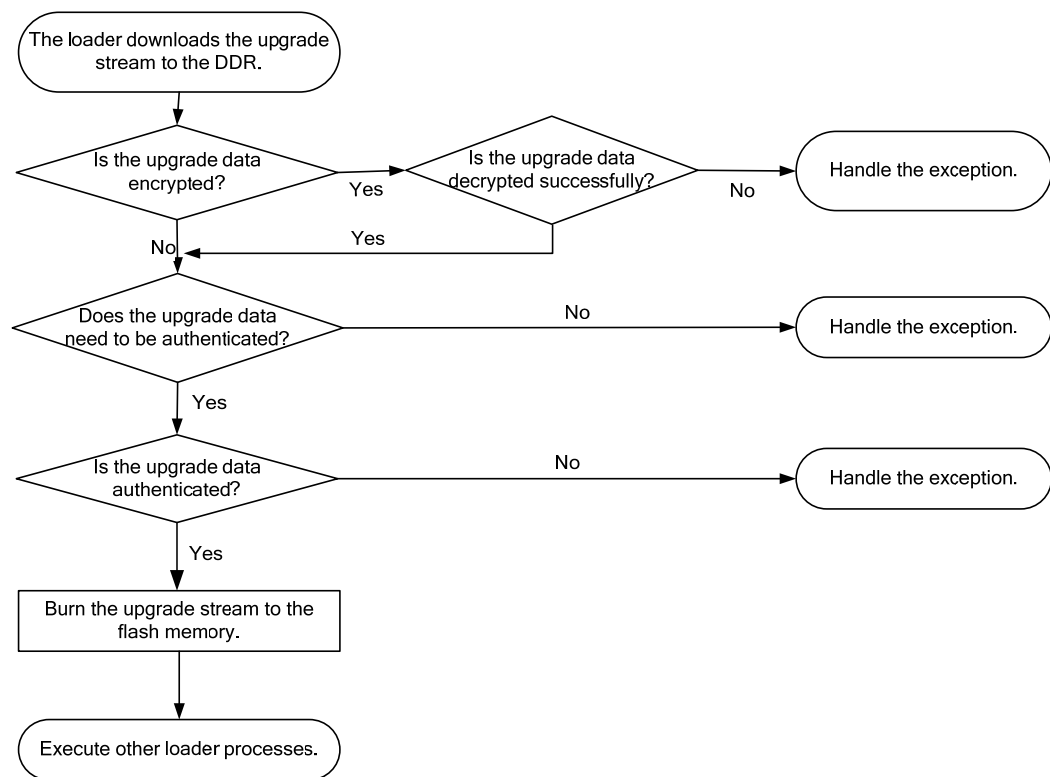 The loader downloads the upgrade
stream to the DDR.
Is the upgrade data
encrypted?
Yes
Is the upgrade data
decrypted successfully?
No
Handle the exception.
Yes
No
Does the upgrade data
need to be authenticated?
No
Handle the exception.
Yes
Is the upgrade data
authenticated?
No
Handle the exception.
Yes
Burn the upgrade stream to the
flash memory.
Execute other loader processes.